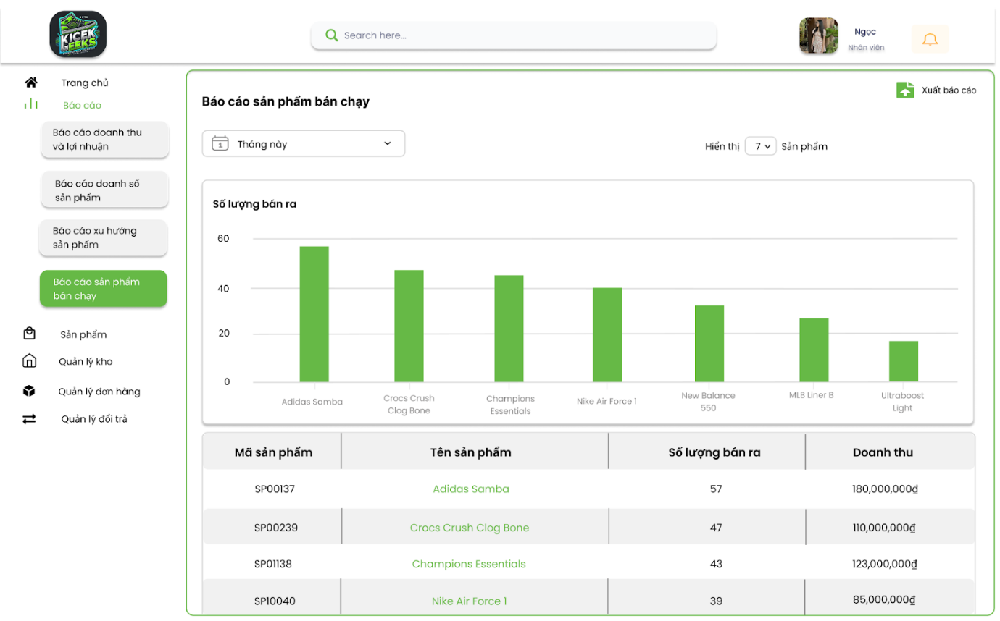 KICEK
GEEKS
Search here...
Ngọc
Nhân viên
Trang chủ
Báo cáo
Báo cáo doanh thu
và lợi nhuận
Báo cáo doanh số
sản phẩm
Báo cáo xu hướng
sản phẩm
Báo cáo sản phẩm
bán chạy
Sản phẩm
Quản lý kho
Quản lý đơn hàng
Quản lý đổi trả
Báo cáo sản phẩm bán chạy
Xuất báo cáo
1 Tháng này
Hiển thị 7 Sản phẩm
Số lượng bán ra
60
40
20
0
Adidas Samba
Crocs Crush
Clog Bone
Champions
Essentials
Nike Air Force 1
New Balance
550
MLB Liner B
Ultraboost
Light
Mã sản phẩm Tên sản phẩm Số lượng bán ra Doanh thu
SP00137 Adidas Samba 57 180,000,000₫
SP00239 Crocs Crush Clog Bone 47 110,000,000₫
SP01138 Champions Essentials 43 123,000,000₫
SP10040 Nike Air Force 1 39 85,000,000₫